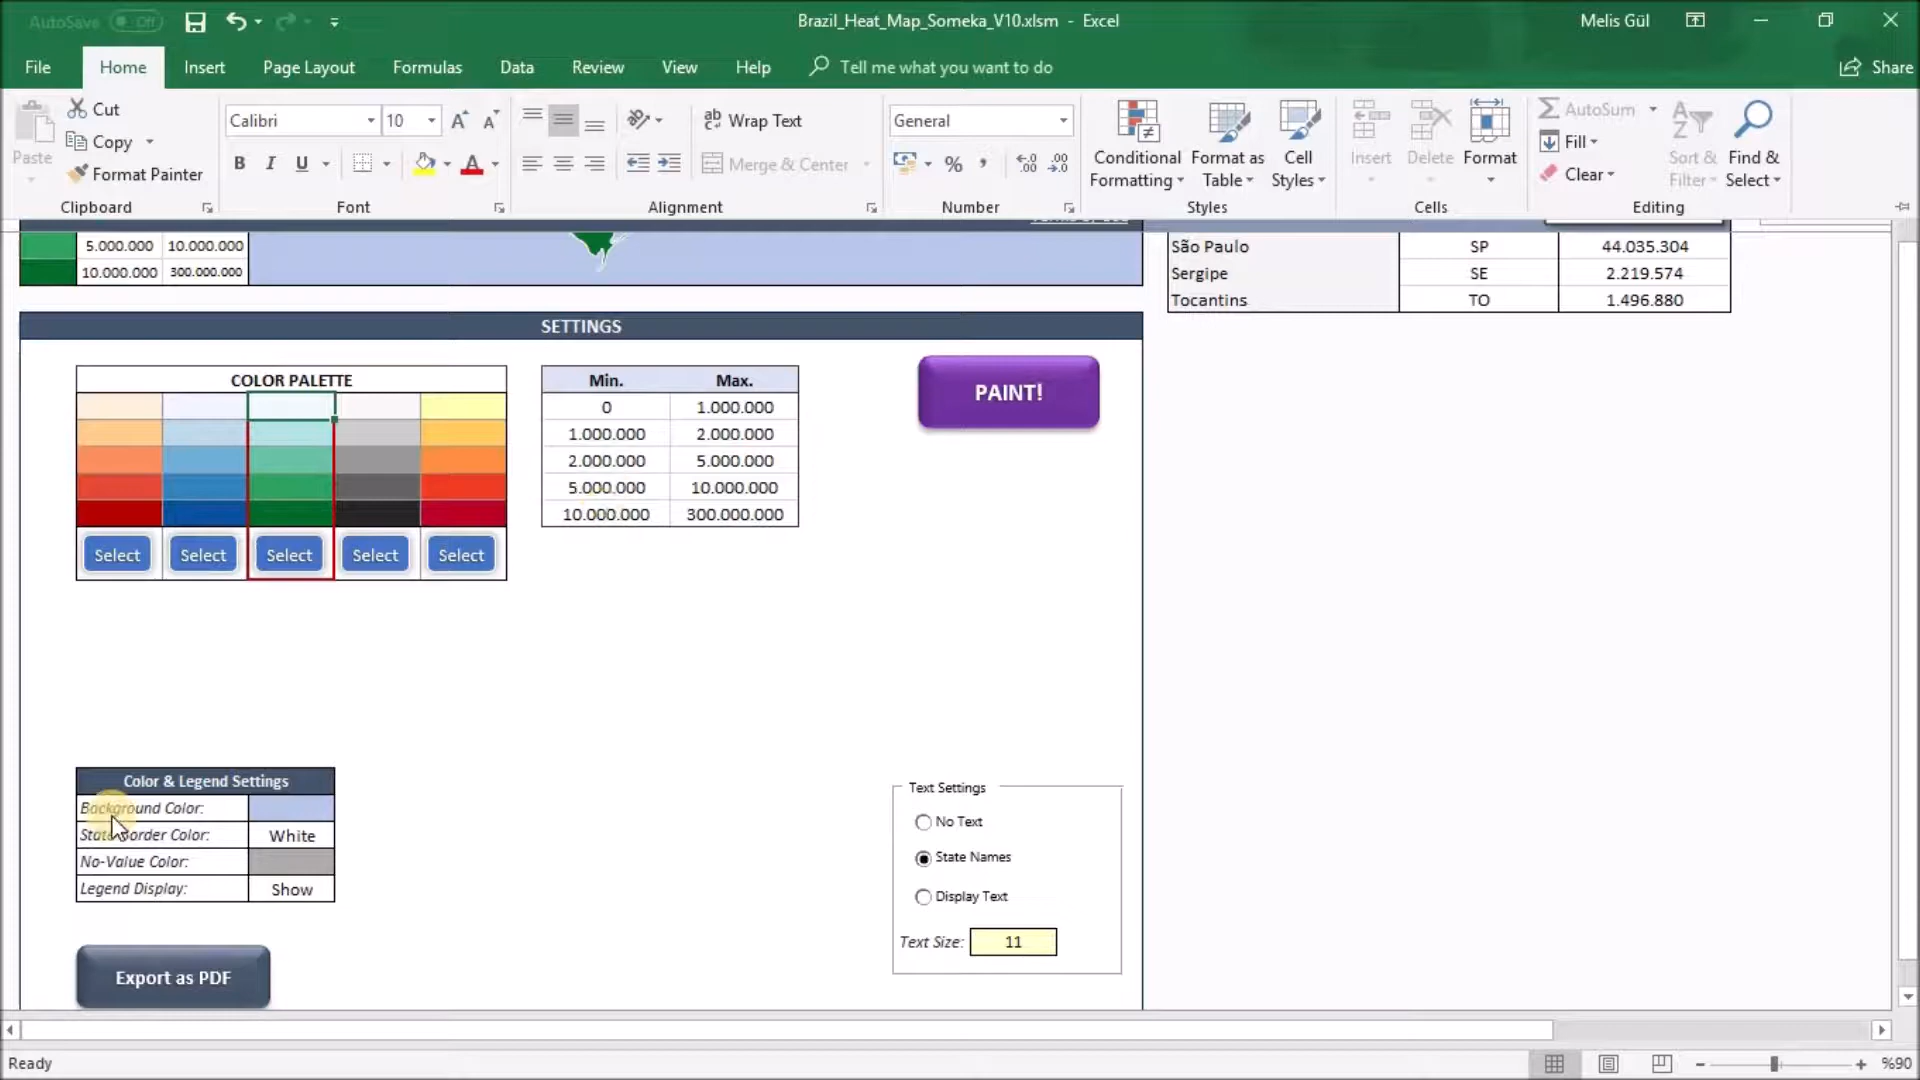 AutoSave Off
Brazil_Heat_Map_Someka_V10.xlsm - Excel
Melis Gül
File Home Insert Page Layout Formulas Data Review View Help Tell me what you want to do Share
Paste
Cut
Copy
Format Painter
Clipboard
Calibri 10
B I U
Font
Wrap Text
Merge & Center
Alignment
General
%
Number
Conditional Formatting
Format as Table
Cell Styles
Styles
Insert
Delete
Format
Cells
AutoSum
Fill
Clear
Sort & Filter
Find & Select
Editing
5.000.000 10.000.000
10.000.000 300.000.000
São Paulo SP 44.035.304
Sergipe SE 2.219.574
Tocantins TO 1.496.880
SETTINGS
COLOR PALETTE
Select Select Select Select Select
Min. Max.
0 1.000.000
1.000.000 2.000.000
2.000.000 5.000.000
5.000.000 10.000.000
10.000.000 300.000.000
PAINT!
Color & Legend Settings
Background Color:
State Border Color: White
No-Value Color:
Legend Display: Show
Text Settings
No Text
State Names
Display Text
Text Size: 11
Export as PDF
Ready
%90